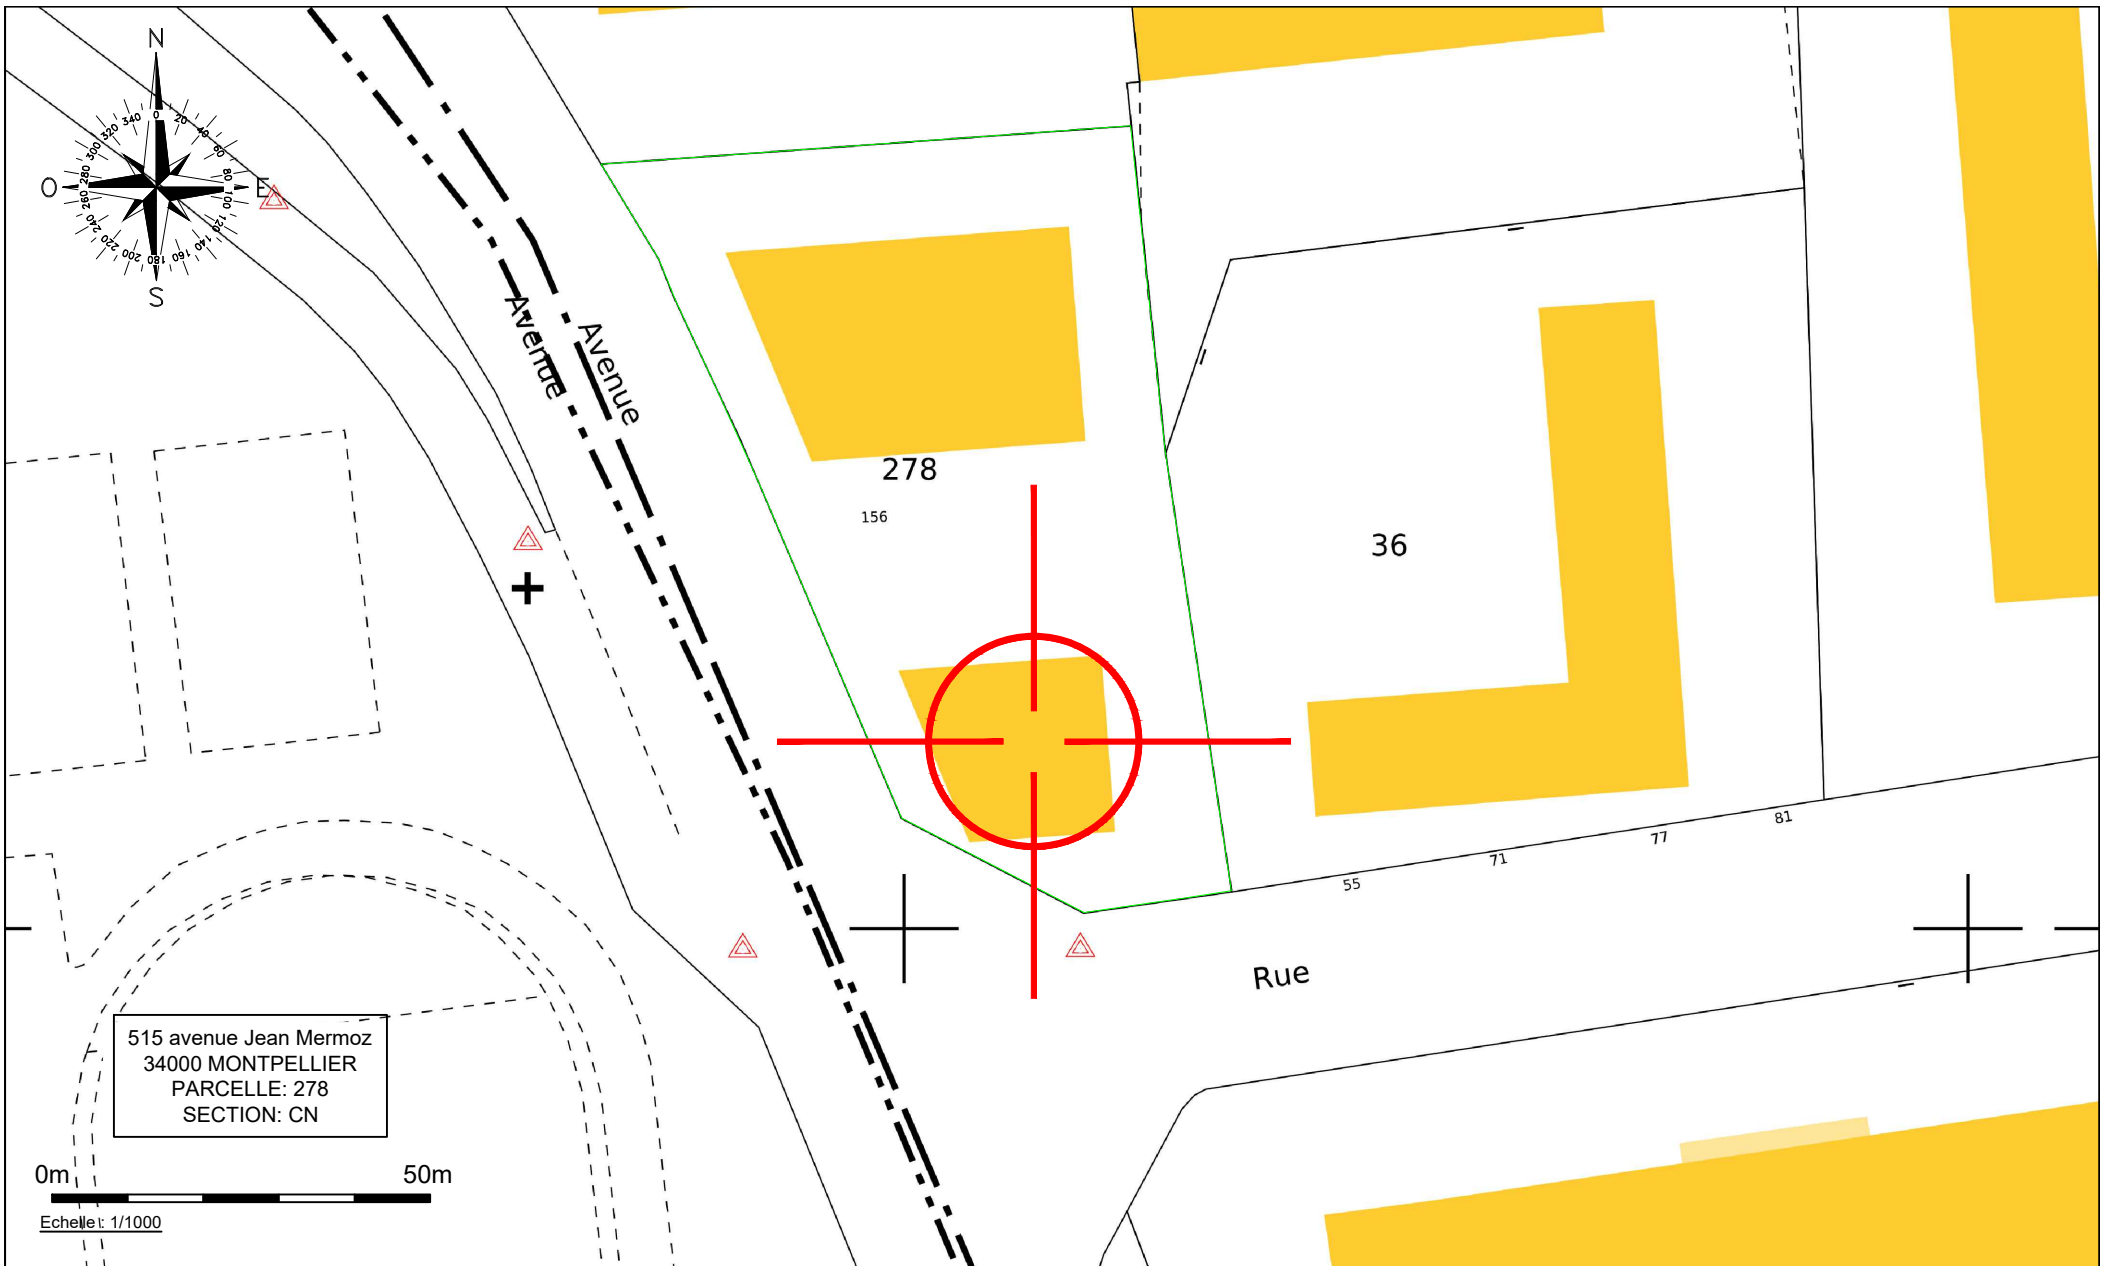 N
0
20
40
60
80
100
120
140
160
180
200
220
240
260
280
300
320
340
O
E
S
Avenue
Avenue
278
156
36
55
71
77
81
Rue
515 avenue Jean Mermoz
34000 MONTPELLIER
PARCELLE: 278
SECTION: CN
0m 50m
Echelle : 1/1000